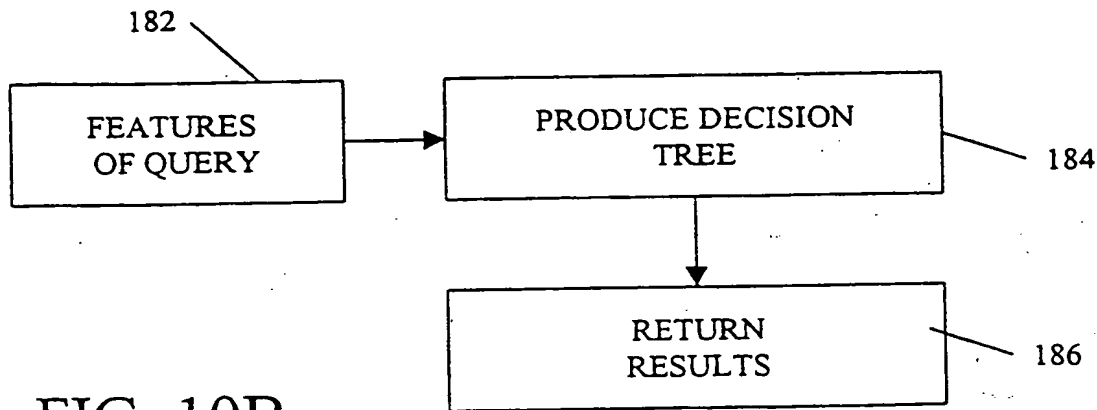 182
FEATURES
OF QUERY
PRODUCE DECISION
TREE
184
RETURN
RESULTS
186
FIG. 10B